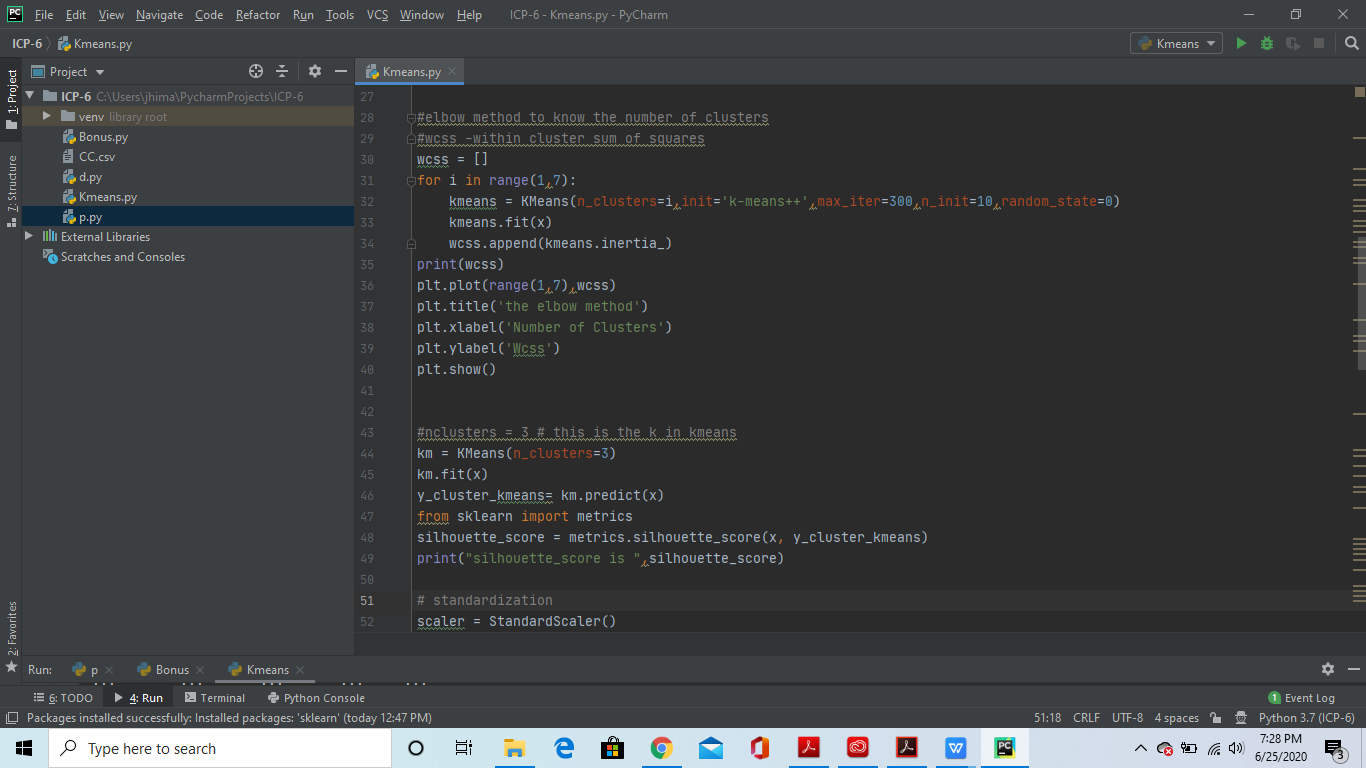 PC File Edit View Navigate Code Refactor Run Tools VCS Window Help ICP-6 - Kmeans.py - PyCharm
ICP-6 Kmeans.py Kmeans
Project Kmeans.py
1: Project
ICP-6 C:\Users\jhima\PycharmProjects\ICP-6
venv library root
Bonus.py
CC.csv
d.py
Kmeans.py
p.py
External Libraries
Scratches and Consoles
7: Structure
2: Favorites
27
28 #elbow method to know the number of clusters
29 #wcss -within cluster sum of squares
30 wcss = []
31 for i in range(1,7):
32 kmeans = KMeans(n_clusters=i,init='k-means++',max_iter=300,n_init=10,random_state=0)
33 kmeans.fit(x)
34 wcss.append(kmeans.inertia_)
35 print(wcss)
36 plt.plot(range(1,7),wcss)
37 plt.title('the elbow method')
38 plt.xlabel('Number of Clusters')
39 plt.ylabel('Wcss')
40 plt.show()
41
42
43 #nclusters = 3 # this is the k in kmeans
44 km = KMeans(n_clusters=3)
45 km.fit(x)
46 y_cluster_kmeans= km.predict(x)
47 from sklearn import metrics
48 silhouette_score = metrics.silhouette_score(x, y_cluster_kmeans)
49 print("silhouette_score is ",silhouette_score)
50
51 # standardization
52 scaler = StandardScaler()
Run: p Bonus Kmeans
6: TODO 4: Run Terminal Python Console 1 Event Log
Packages installed successfully: Installed packages: 'sklearn' (today 12:47 PM) 51:18 CRLF UTF-8 4 spaces Python 3.7 (ICP-6)
Type here to search
PC
7:28 PM
6/25/2020
3